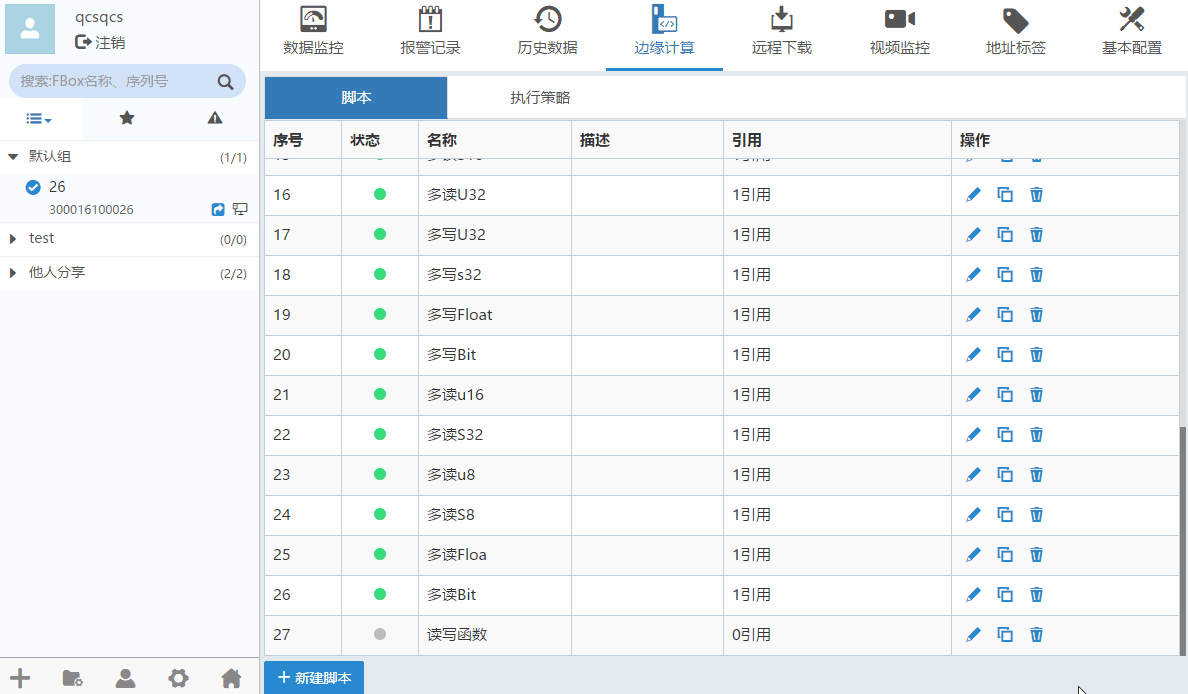 qcsqcs
注销
搜索:FBox名称、序列号
默认组 (1/1)
26
300016100026
test (0/0)
他人分享 (2/2)
数据监控 报警记录 历史数据 边缘计算 远程下载 视频监控 地址标签 基本配置
脚本 执行策略
序号 状态 名称 描述 引用 操作
16 多读U32 1引用
17 多写U32 1引用
18 多写s32 1引用
19 多写Float 1引用
20 多写Bit 1引用
21 多读u16 1引用
22 多读S32 1引用
23 多读u8 1引用
24 多读S8 1引用
25 多读Floa 1引用
26 多读Bit 1引用
27 读写函数 0引用
新建脚本